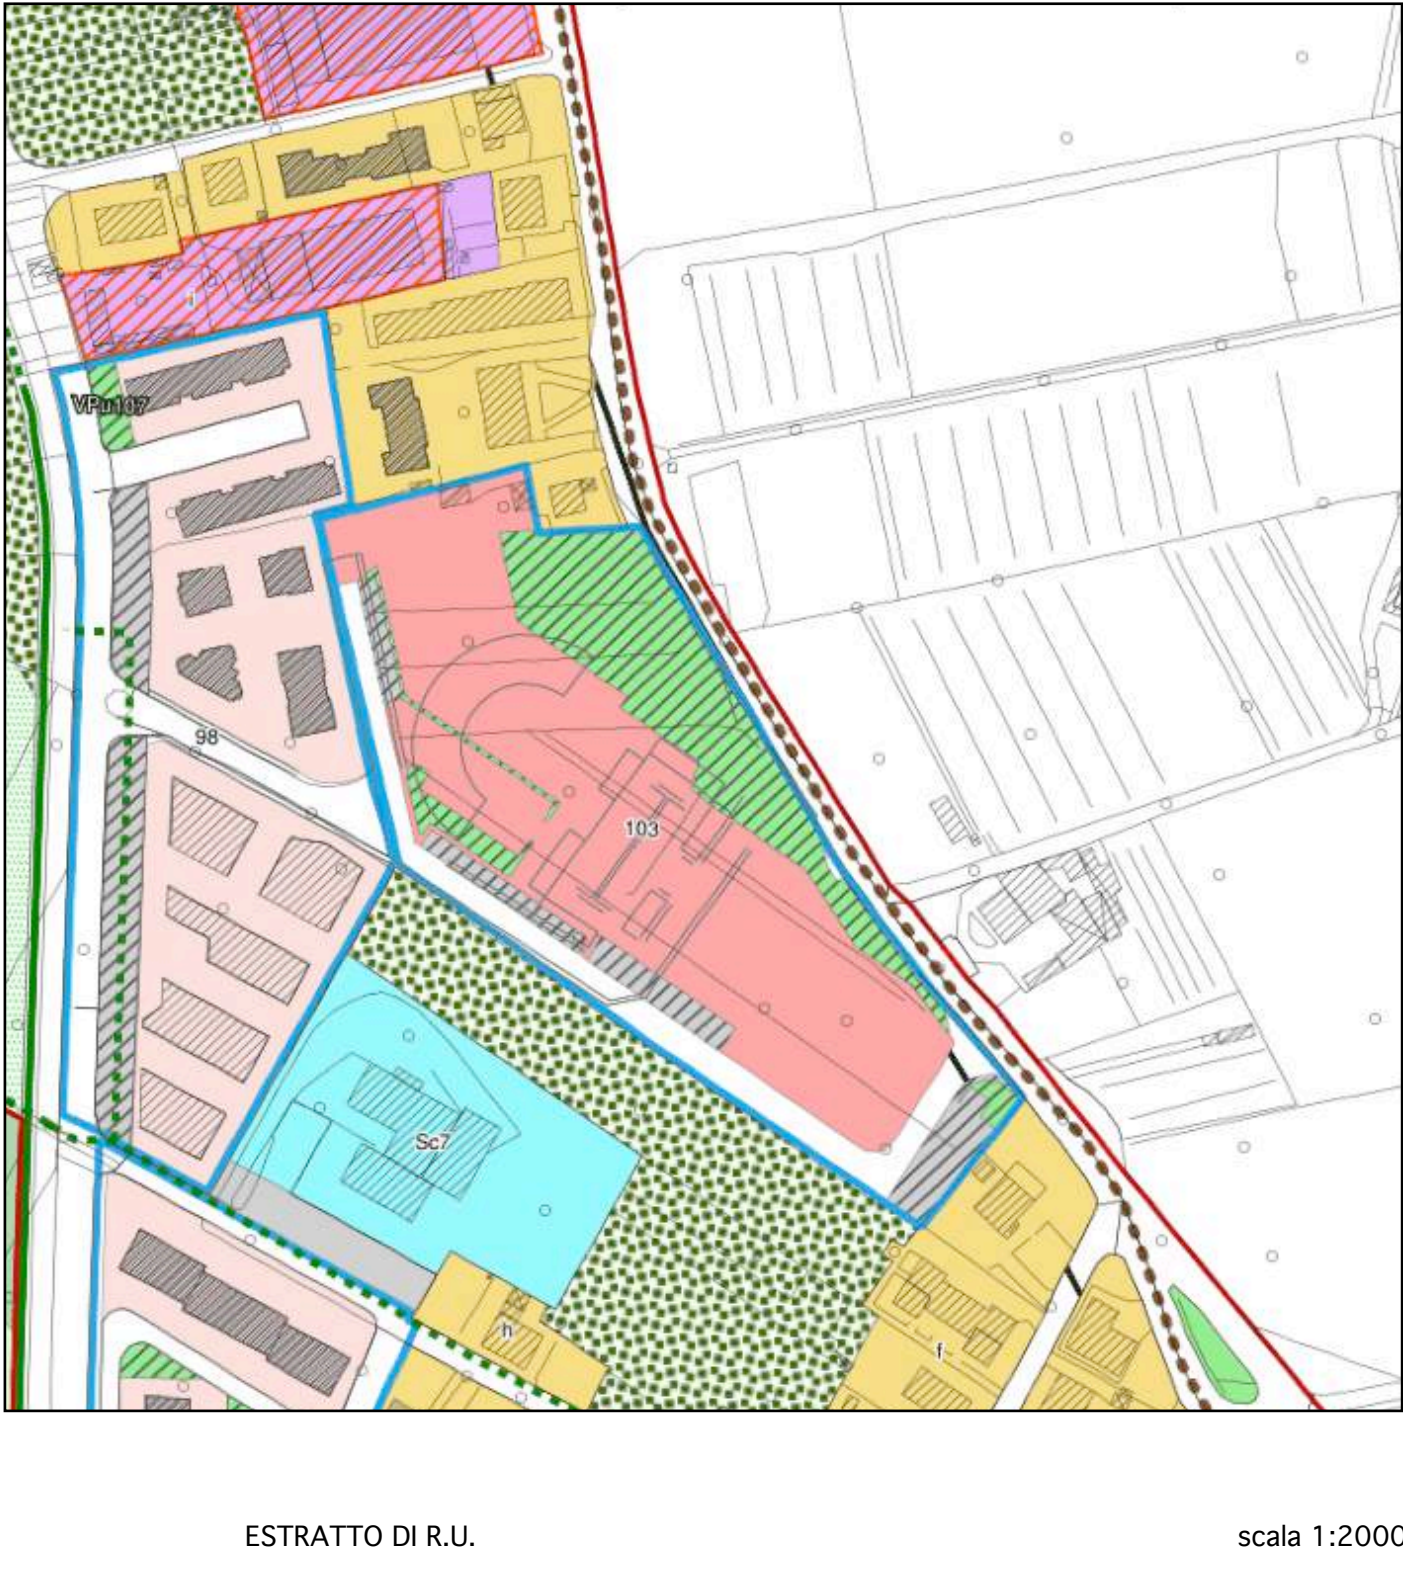 i
VPu107
98
103
Sc7
h
f
ESTRATTO DI R.U.
scala 1:2000